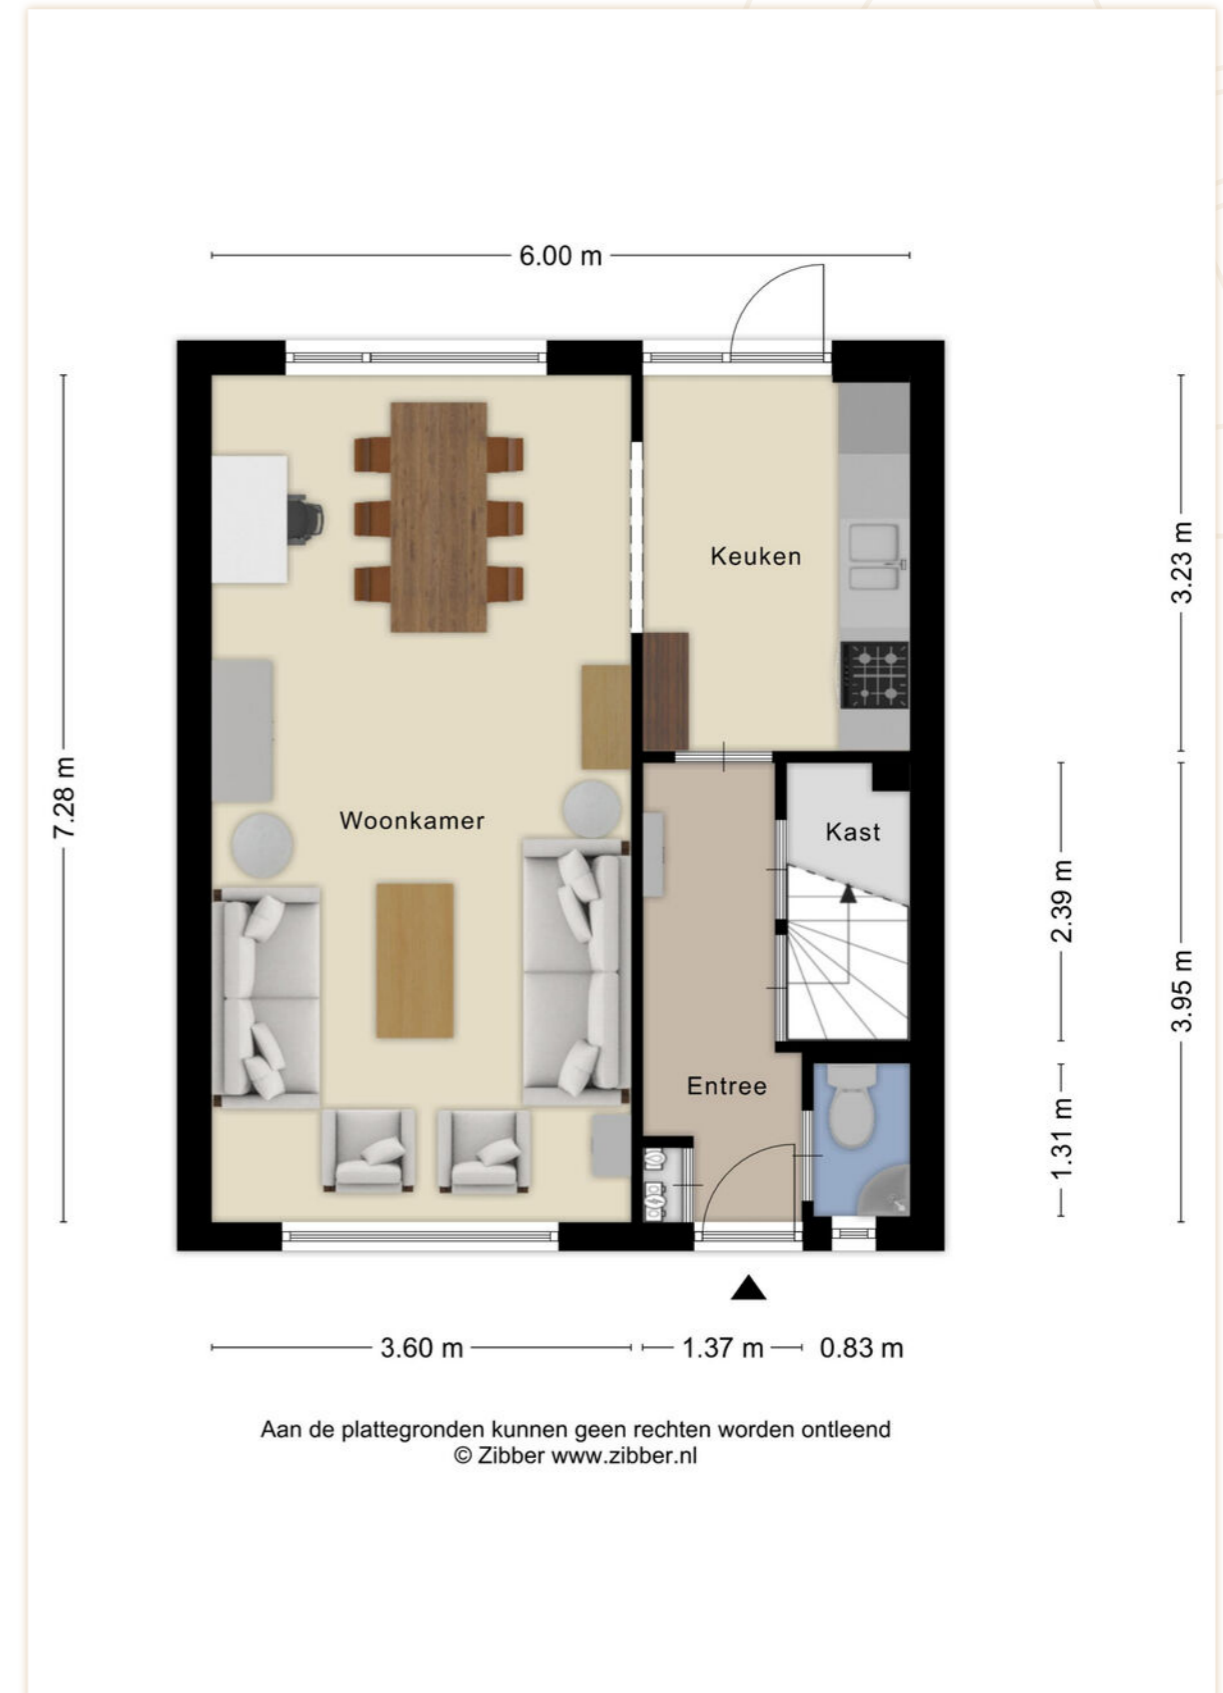 6.00 m
Keuken
3.23 m
7.28 m
Woonkamer
Kast
2.39 m
3.95 m
Entree
1.31 m
3.60 m
1.37 m
0.83 m
Aan de plattegronden kunnen geen rechten worden ontleend
© Zibber www.zibber.nl